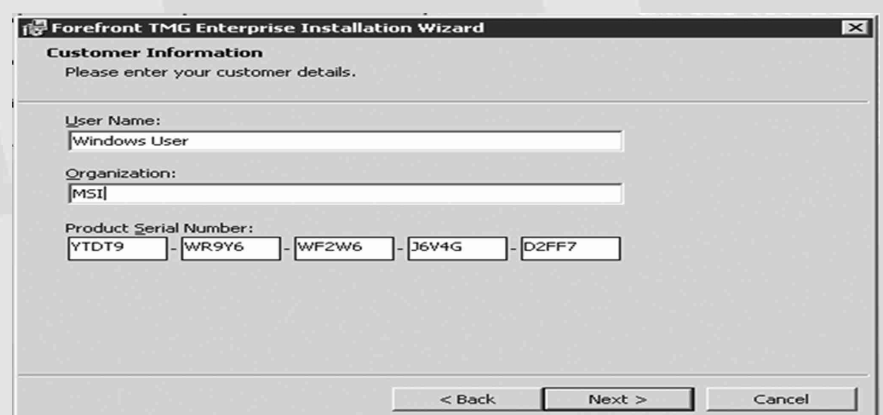 Forefront TMG Enterprise Installation Wizard
Customer Information
Please enter your customer details.
User Name:
Windows User
Organization:
MSI
Product Serial Number:
YTDT9 - WR9Y6 - WF2W6 - J6V4G - D2FF7
< Back Next > Cancel